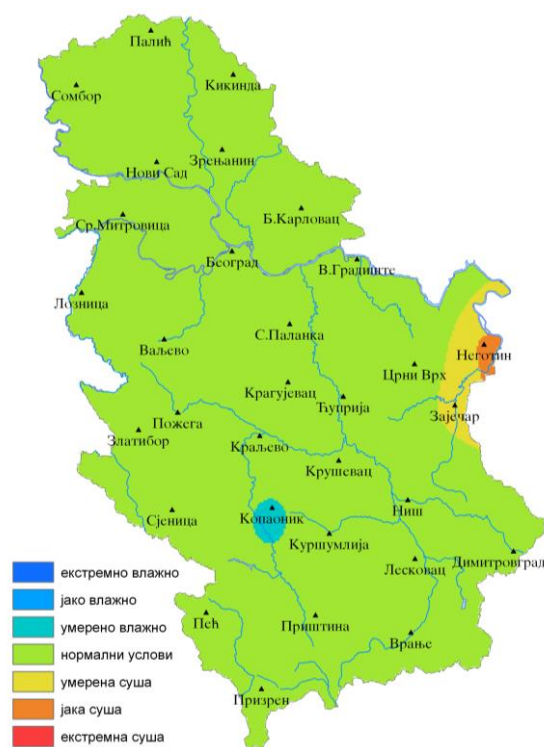 Палић
Кикинда
Сомбор
Зрењанин
Нови Сад
Б.Карловац
Ср.Митровица
Београд
В.Градиште
Лозница
С.Паланка
Ваљево
Неготин
Црни Врх
Крагујевац
Ћуприја
Зајечар
Пожега
Златибор
Краљево
Крушевац
Ниш
Копаоник
Сјеница
Куршумлија
Димитровград
Лесковац
Пећ
Приштина
Врање
Призрен
екстремно влажно
јако влажно
умерено влажно
нормални услови
умерена суша
јака суша
екстремна суша